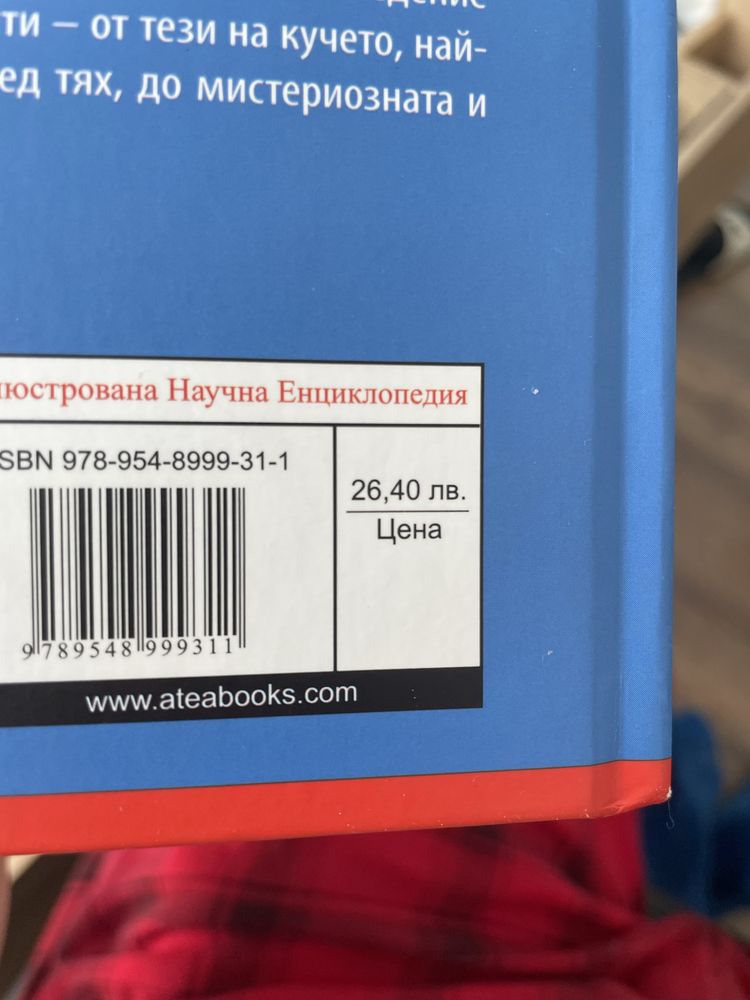 ти – от тези на кучето, най-
ед тях, до мистериозната и
люстрована Научна Енциклопедия
SBN 978-954-8999-31-1
26,40 лв.
Цена
9 789548 999311
www.ateabooks.com